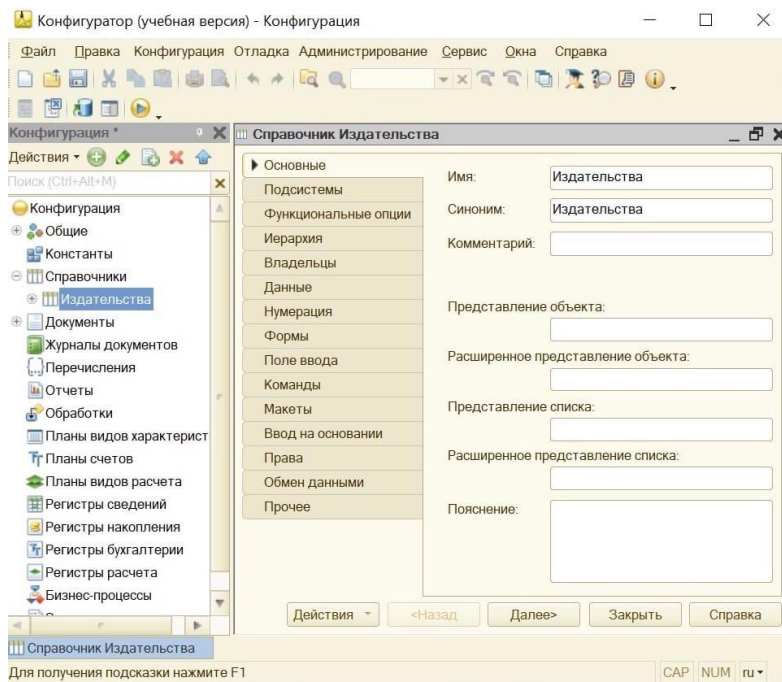 Конфигуратор (учебная версия) - Конфигурация
Файл Правка Конфигурация Отладка Администрирование Сервис Окна Справка
Конфигурация *
Действия
Поиск (Ctrl+Alt+M)
Конфигурация
Общие
Константы
Справочники
Издательства
Документы
Журналы документов
Перечисления
Отчеты
Обработки
Планы видов характерист
Планы счетов
Планы видов расчета
Регистры сведений
Регистры накопления
Регистры бухгалтерии
Регистры расчета
Бизнес-процессы
Справочник Издательства
Основные
Подсистемы
Функциональные опции
Иерархия
Владельцы
Данные
Нумерация
Формы
Поле ввода
Команды
Макеты
Ввод на основании
Права
Обмен данными
Прочее
Имя: Издательства
Синоним: Издательства
Комментарий:
Представление объекта:
Расширенное представление объекта:
Представление списка:
Расширенное представление списка:
Пояснение:
Действия <Назад Далее> Закрыть Справка
Справочник Издательства
Для получения подсказки нажмите F1 CAP NUM ru